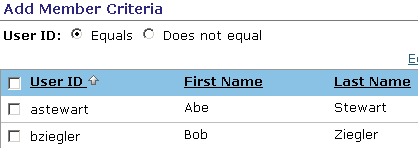 Add Member Criteria
User ID: Equals Does not equal
User ID First Name Last Name
astewart Abe Stewart
bziegler Bob Ziegler